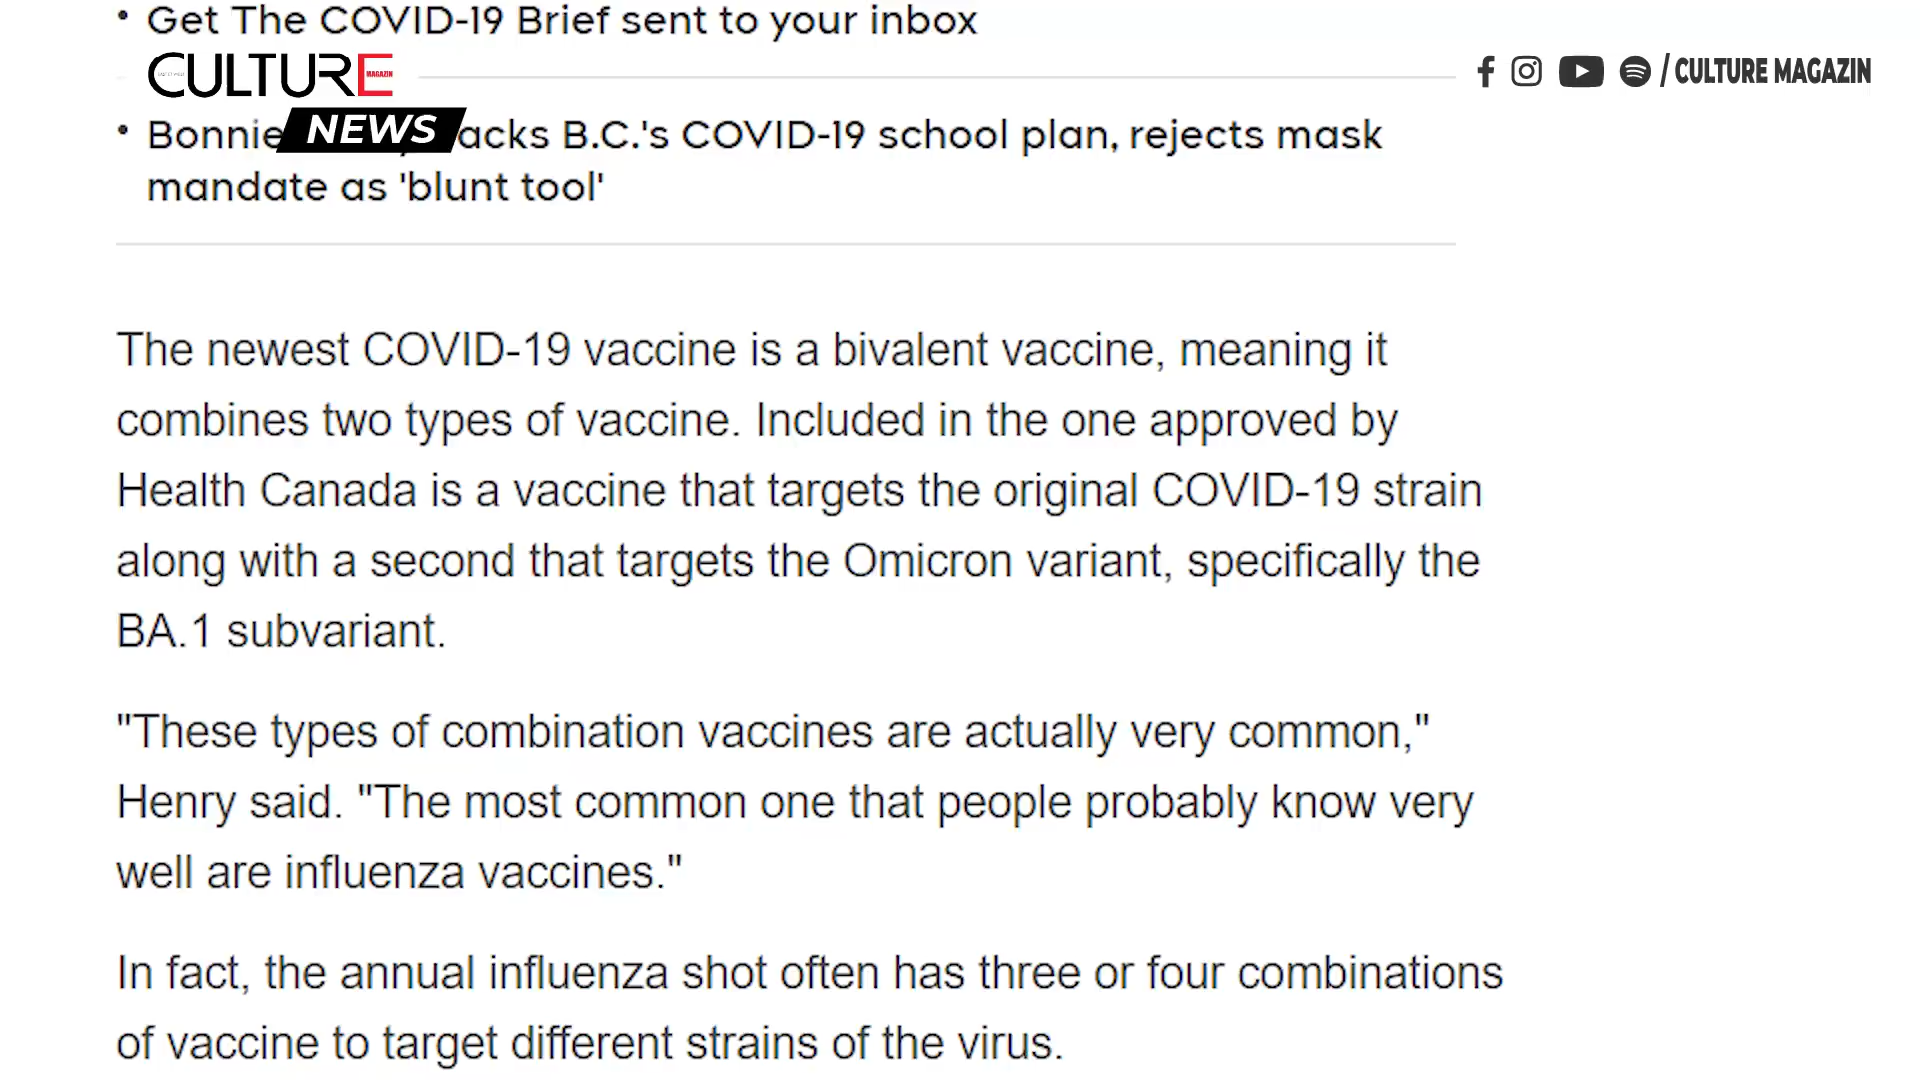 • Get The COVID-19 Brief sent to your inbox
CULTURE
MAGAZIN
NEWS
/ CULTURE MAGAZIN
• Bonnie acks B.C.'s COVID-19 school plan, rejects mask
mandate as 'blunt tool'
The newest COVID-19 vaccine is a bivalent vaccine, meaning it
combines two types of vaccine. Included in the one approved by
Health Canada is a vaccine that targets the original COVID-19 strain
along with a second that targets the Omicron variant, specifically the
BA.1 subvariant.
"These types of combination vaccines are actually very common,"
Henry said. "The most common one that people probably know very
well are influenza vaccines."
In fact, the annual influenza shot often has three or four combinations
of vaccine to target different strains of the virus.